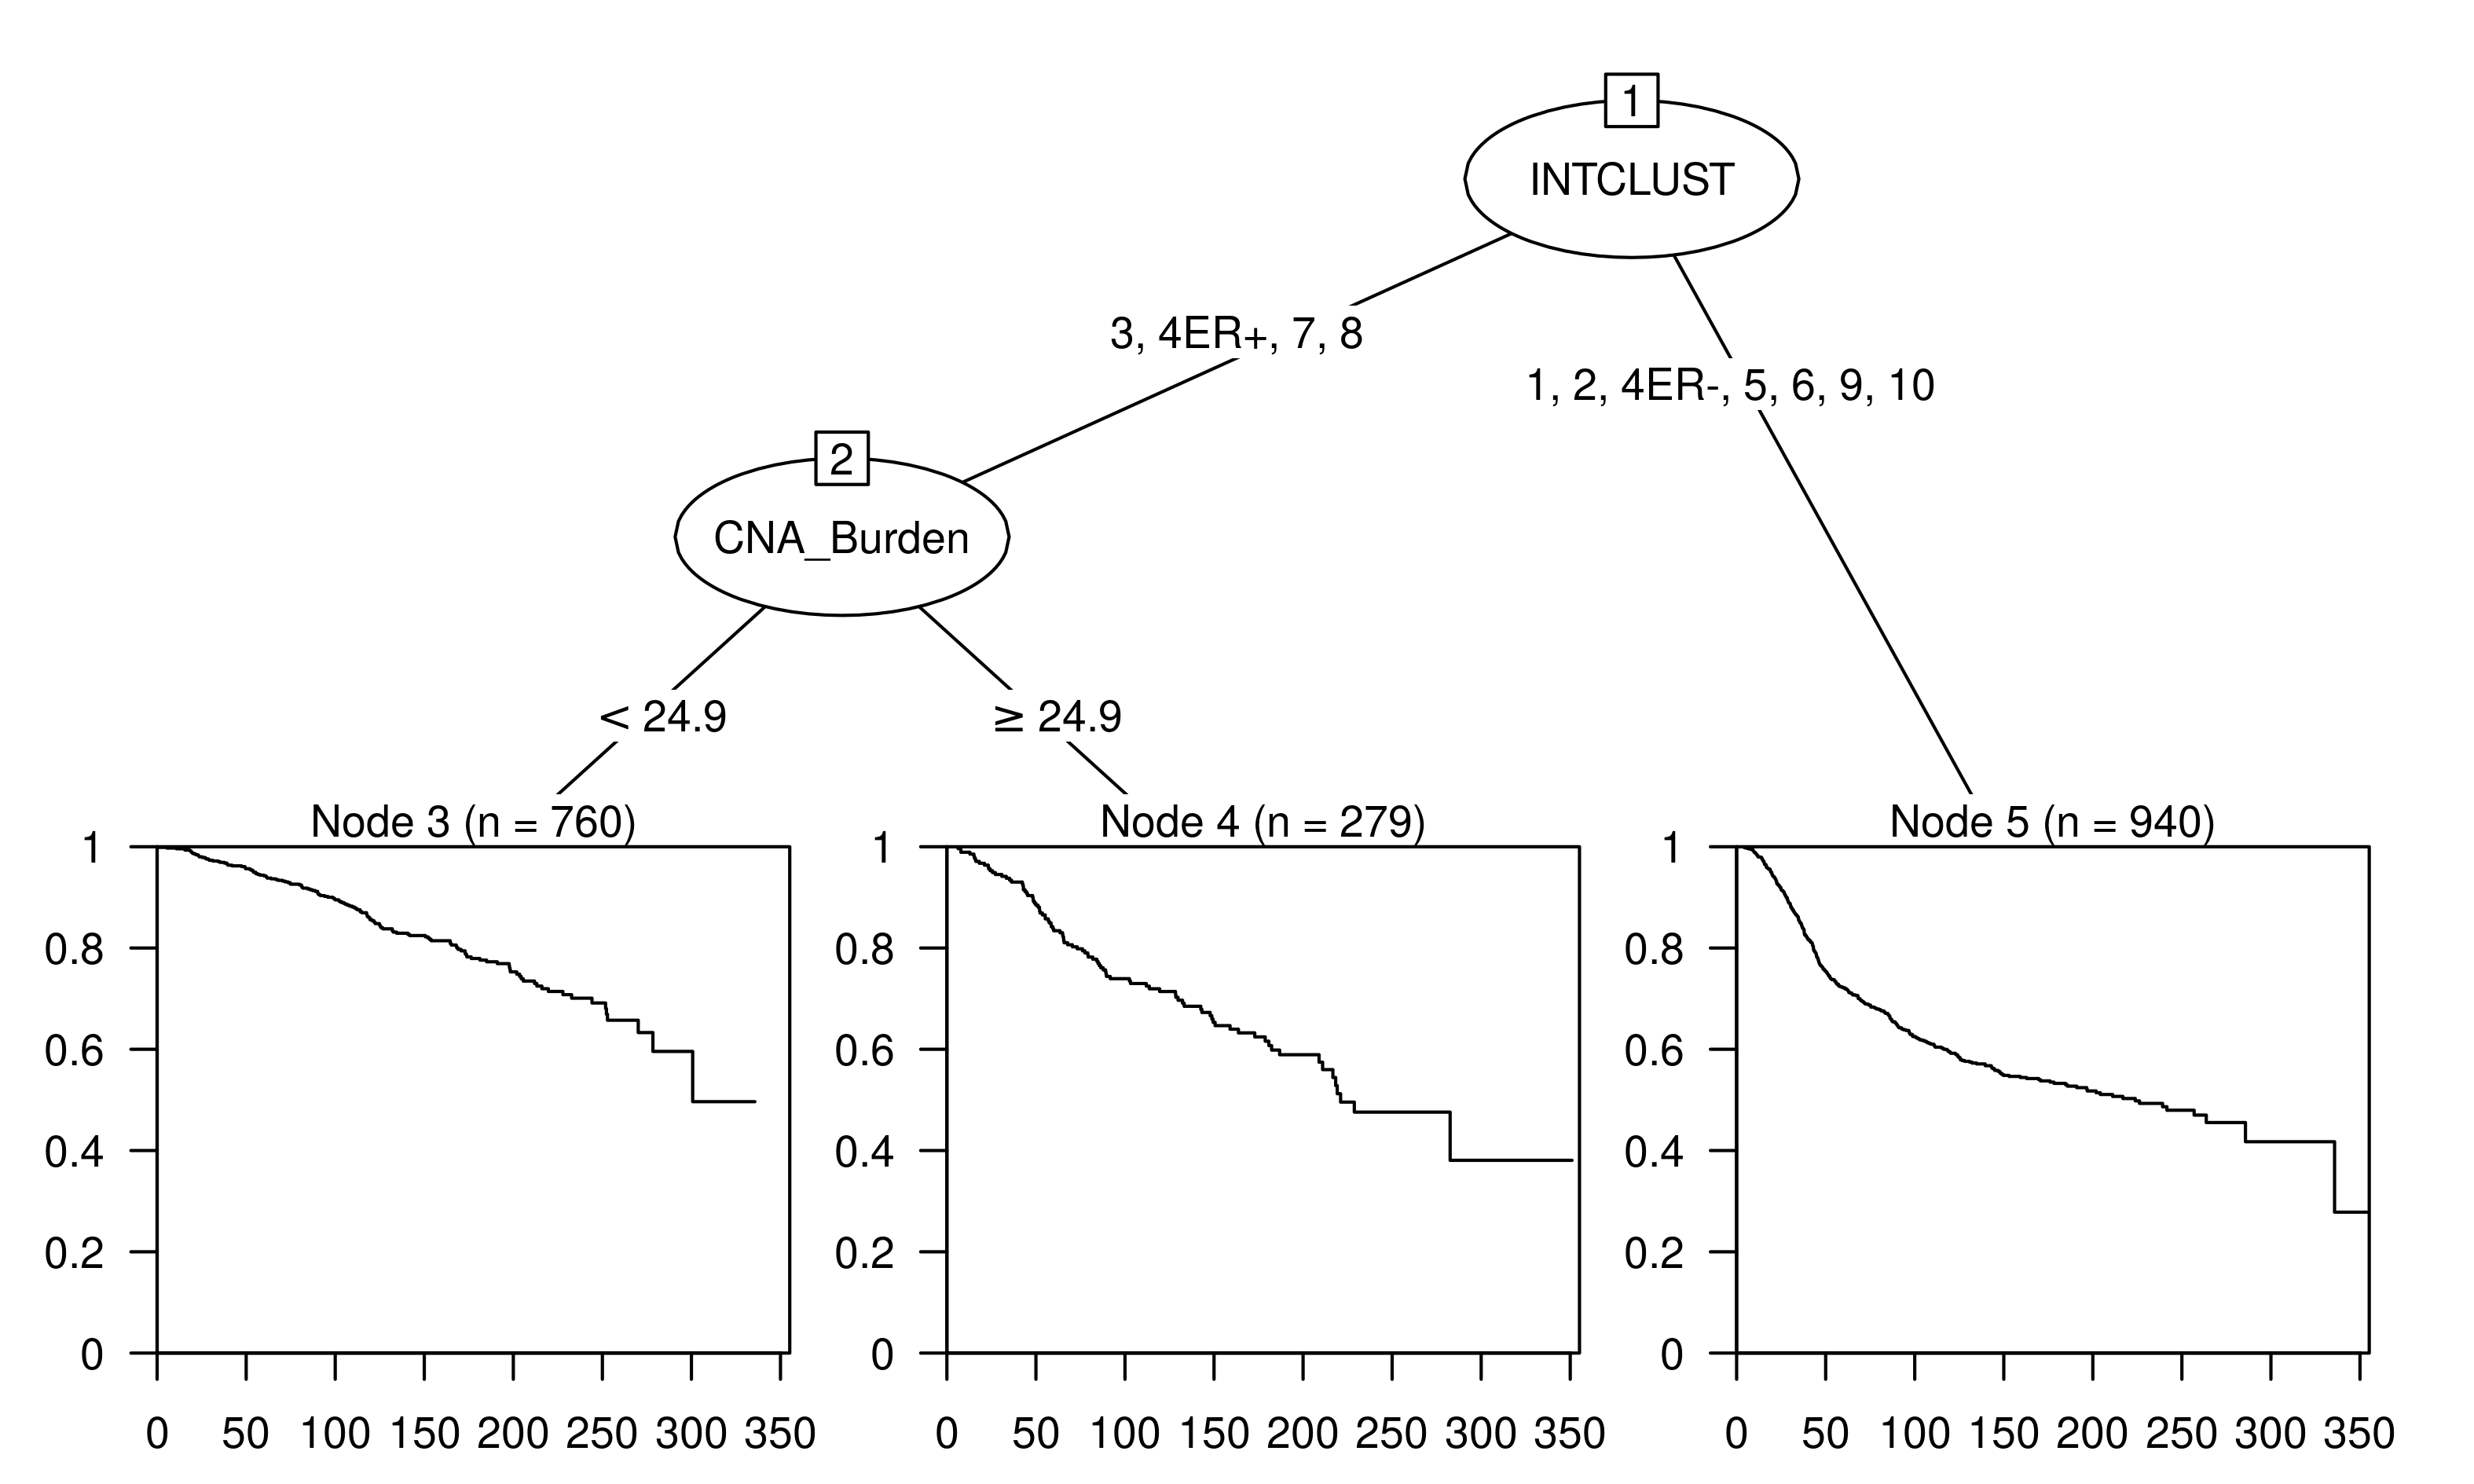 1
INTCLUST
3, 4ER+, 7, 8
1, 2, 4ER-, 5, 6, 9, 10
2
CNA_Burden
< 24.9
≥ 24.9
Node 3 (n = 760)
1
0.8
0.6
0.4
0.2
0
0 50 100 150 200 250 300 350
Node 4 (n = 279)
1
0.8
0.6
0.4
0.2
0
0 50 100 150 200 250 300 350
Node 5 (n = 940)
1
0.8
0.6
0.4
0.2
0
0 50 100 150 200 250 300 350